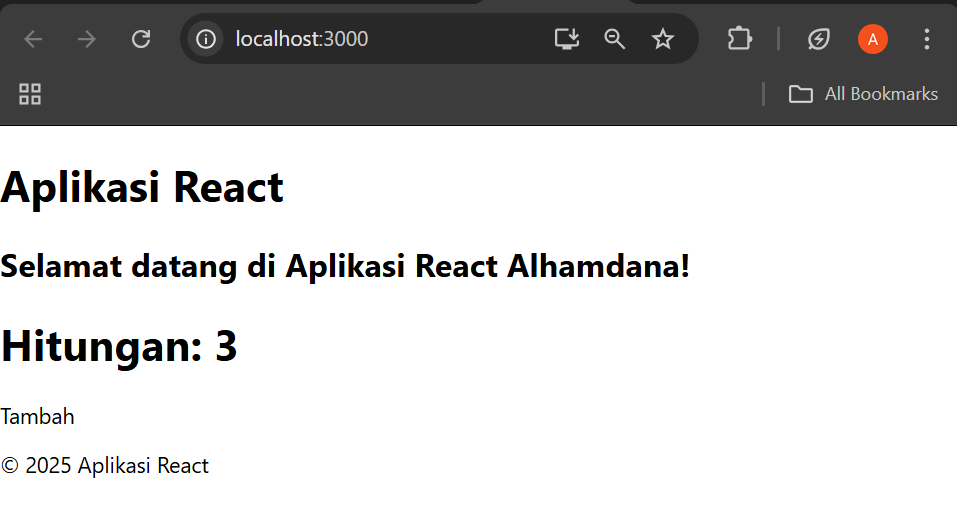 localhost:3000
A
All Bookmarks
Aplikasi React
Selamat datang di Aplikasi React Alhamdana!
Hitungan: 3
Tambah
© 2025 Aplikasi React